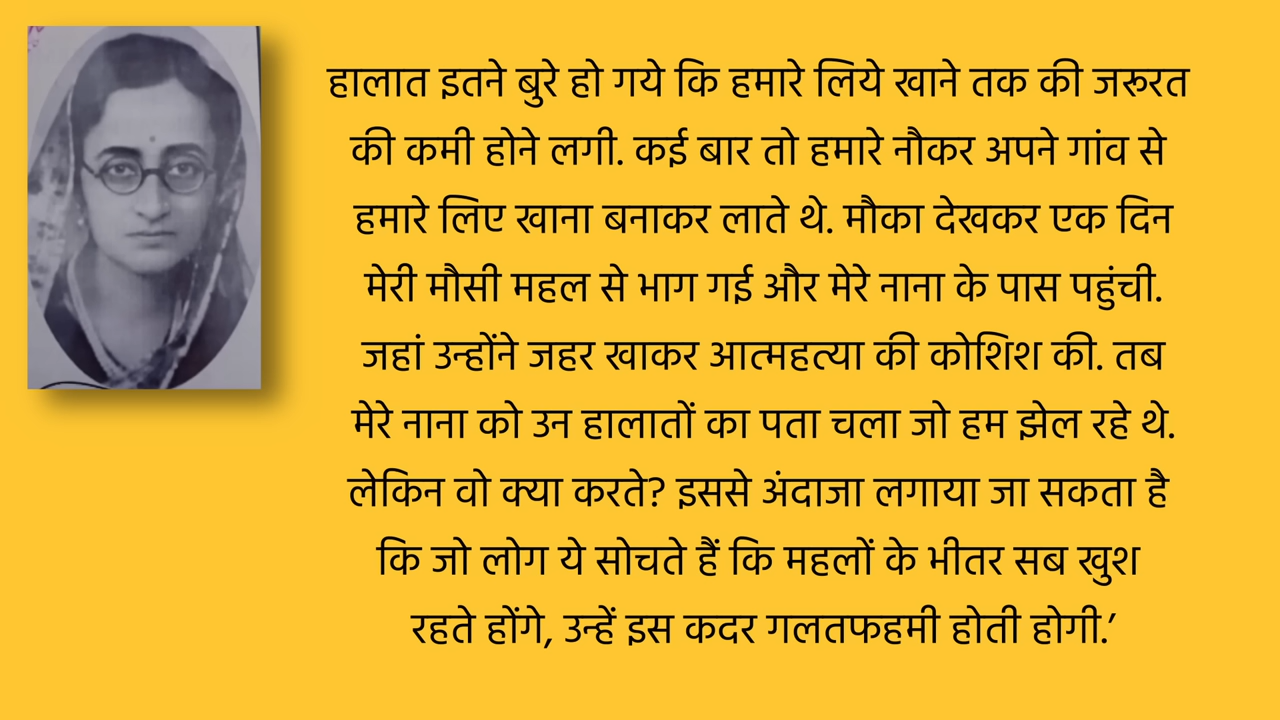 हालात इतने बुरे हो गये कि हमारे लिये खाने तक की जरूरत
की कमी होने लगी. कई बार तो हमारे नौकर अपने गांव से
हमारे लिए खाना बनाकर लाते थे. मौका देखकर एक दिन
मेरी मौसी महल से भाग गई और मेरे नाना के पास पहुंची.
जहां उन्होंने जहर खाकर आत्महत्या की कोशिश की. तब
मेरे नाना को उन हालातों का पता चला जो हम झेल रहे थे.
लेकिन वो क्या करते? इससे अंदाजा लगाया जा सकता है
कि जो लोग ये सोचते हैं कि महलों के भीतर सब खुश
रहते होंगे, उन्हें इस कदर गलतफहमी होती होगी.’